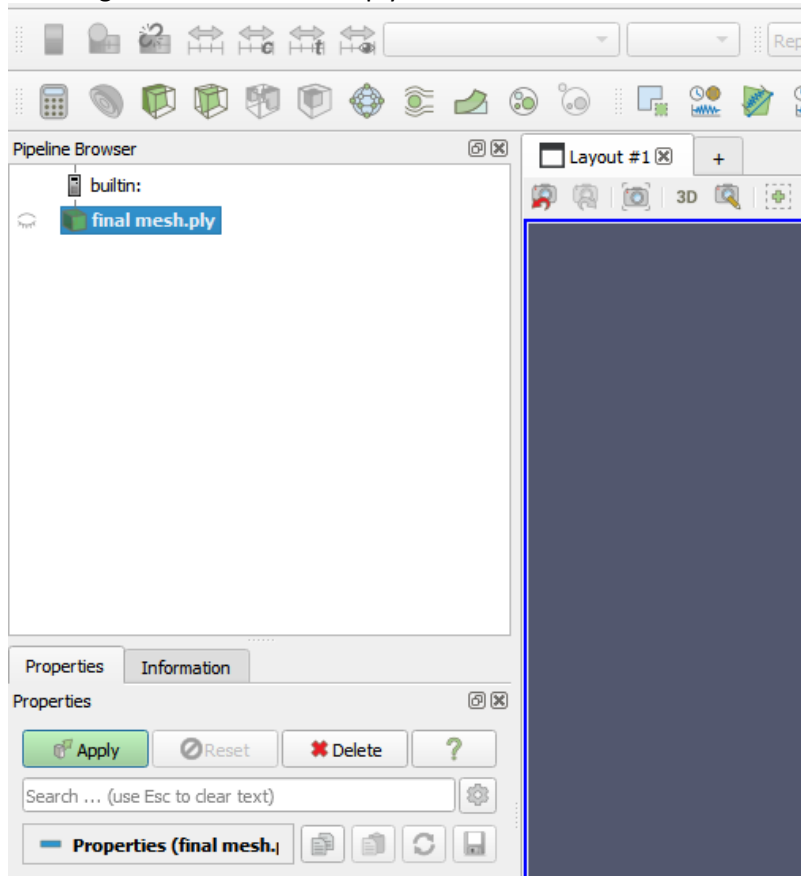 Rep
Pipeline Browser
builtin:
final mesh.ply
Layout #1
+
3D
Properties
Information
Properties
Apply
Reset
Delete
?
Search ... (use Esc to clear text)
Properties (final mesh.